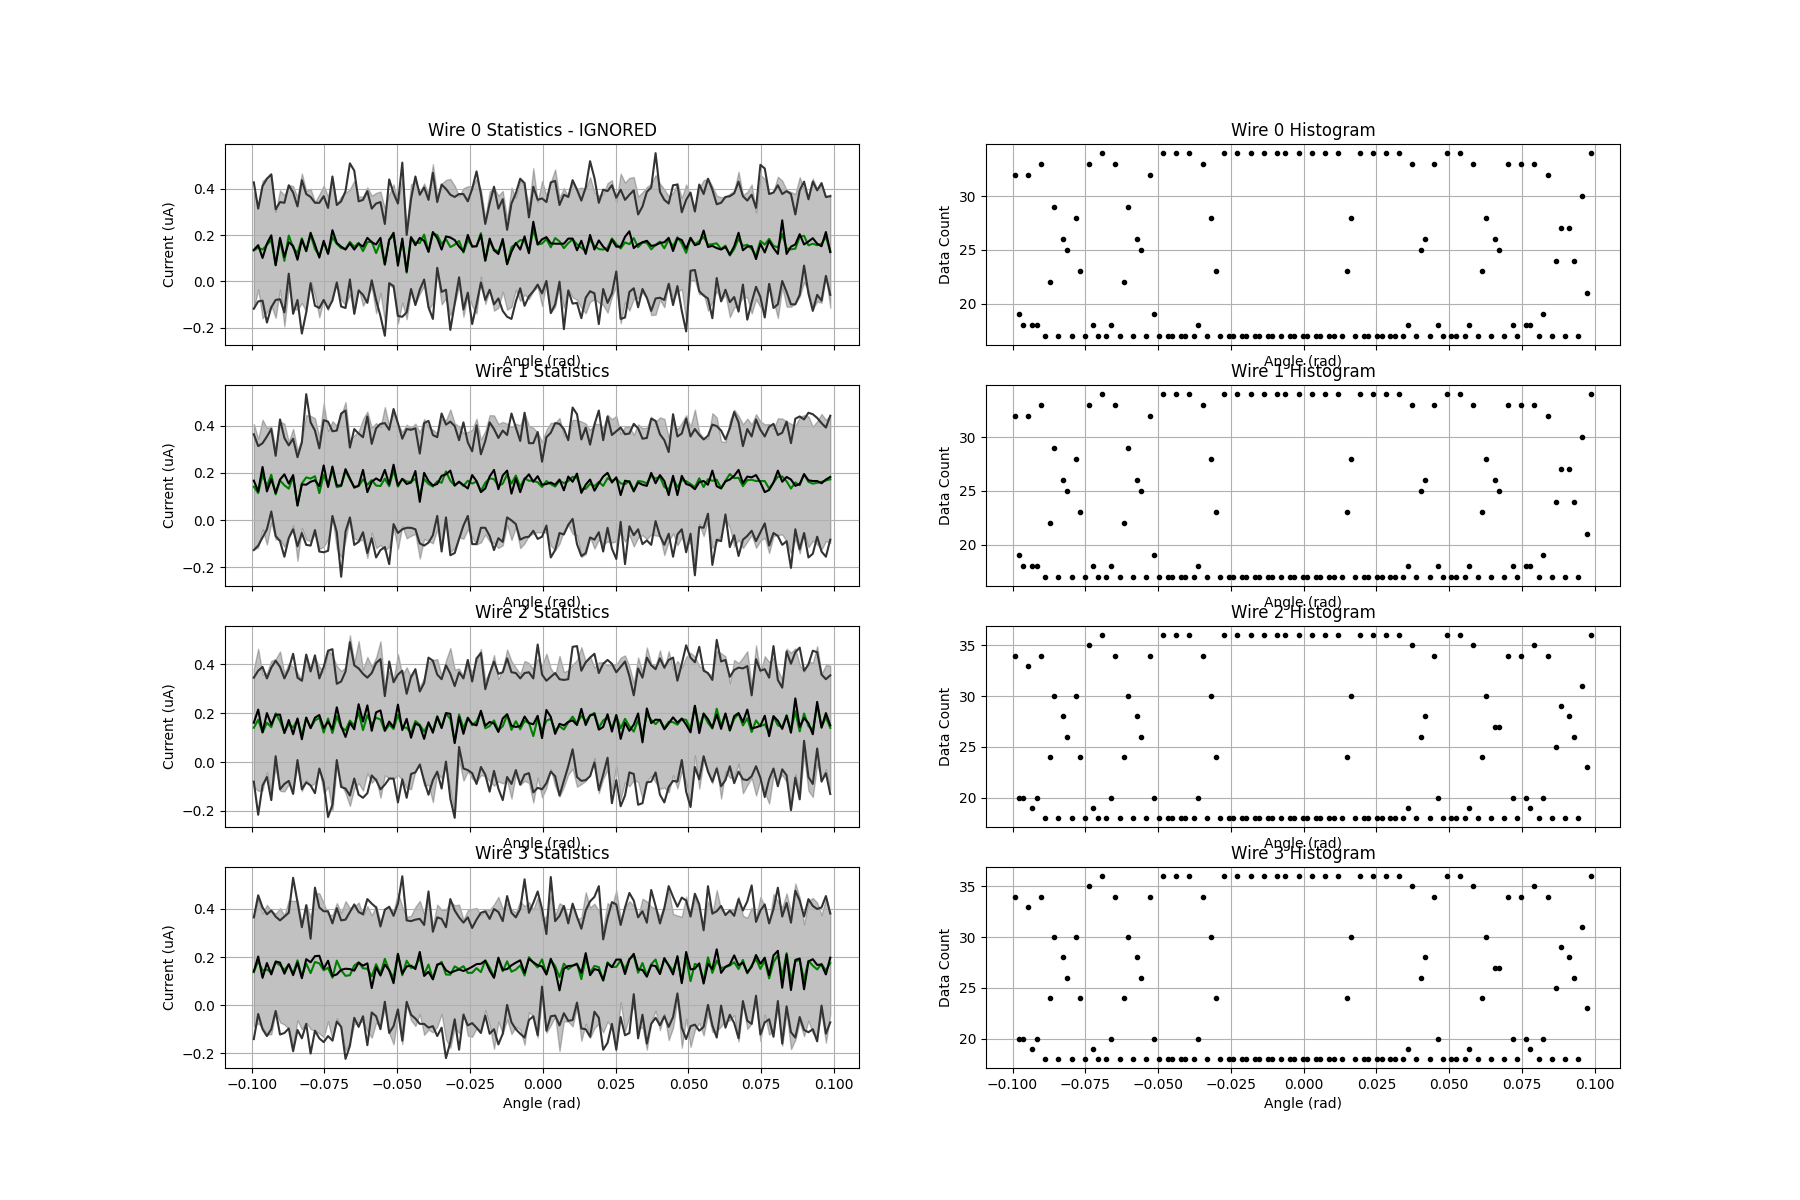 Wire 0 Statistics - IGNORED
Current (uA)
0.4
0.2
0.0
−0.2
Angle (rad)
Wire 0 Histogram
Data Count
30
20
Angle (rad)
Wire 1 Statistics
Current (uA)
0.4
0.2
0.0
−0.2
Angle (rad)
Wire 1 Histogram
Data Count
30
25
20
Angle (rad)
Wire 2 Statistics
Current (uA)
0.4
0.2
0.0
−0.2
Angle (rad)
Wire 2 Histogram
Data Count
35
30
25
20
Angle (rad)
Wire 3 Statistics
Current (uA)
0.4
0.2
0.0
−0.2
−0.100 −0.075 −0.050 −0.025 0.000 0.025 0.050 0.075 0.100
Angle (rad)
Wire 3 Histogram
Data Count
35
30
25
20
−0.100 −0.075 −0.050 −0.025 0.000 0.025 0.050 0.075 0.100
Angle (rad)